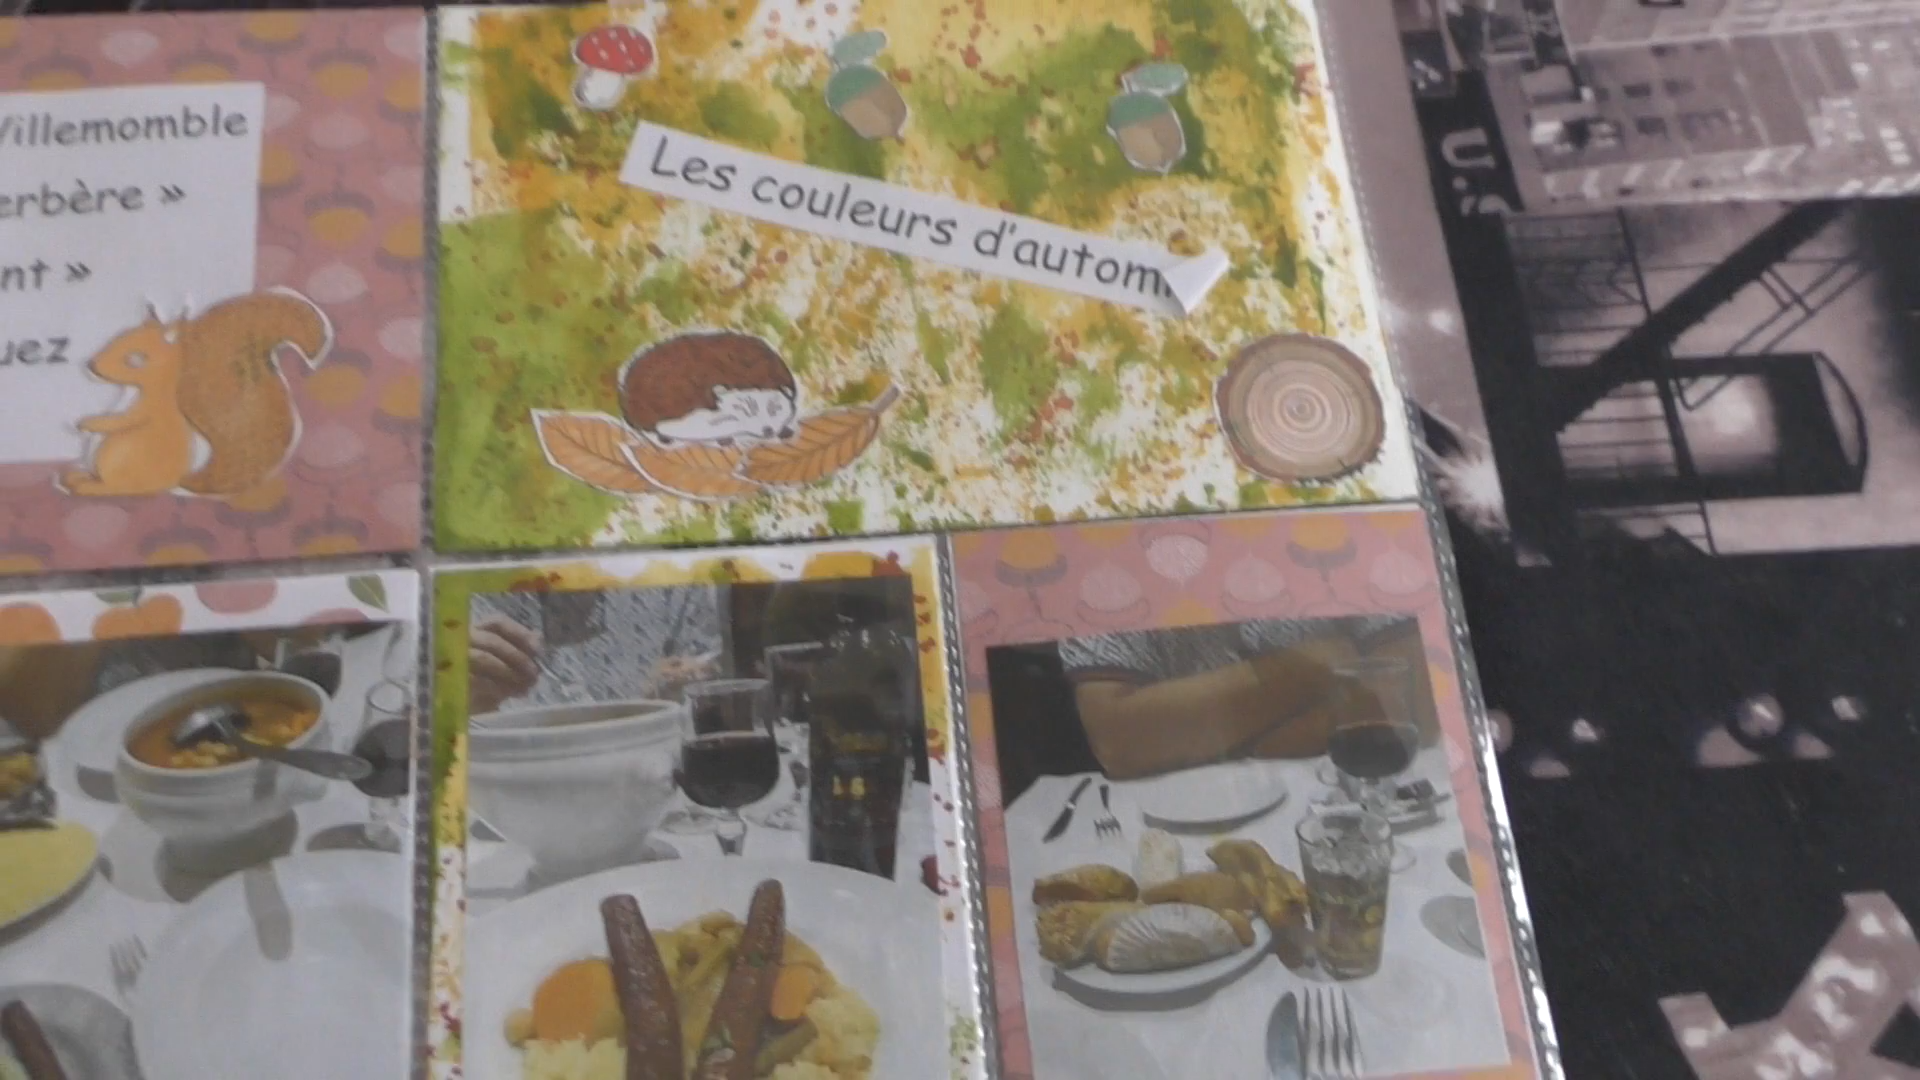 Villemomble
erbère »
nt »
uez
Les couleurs d'autom